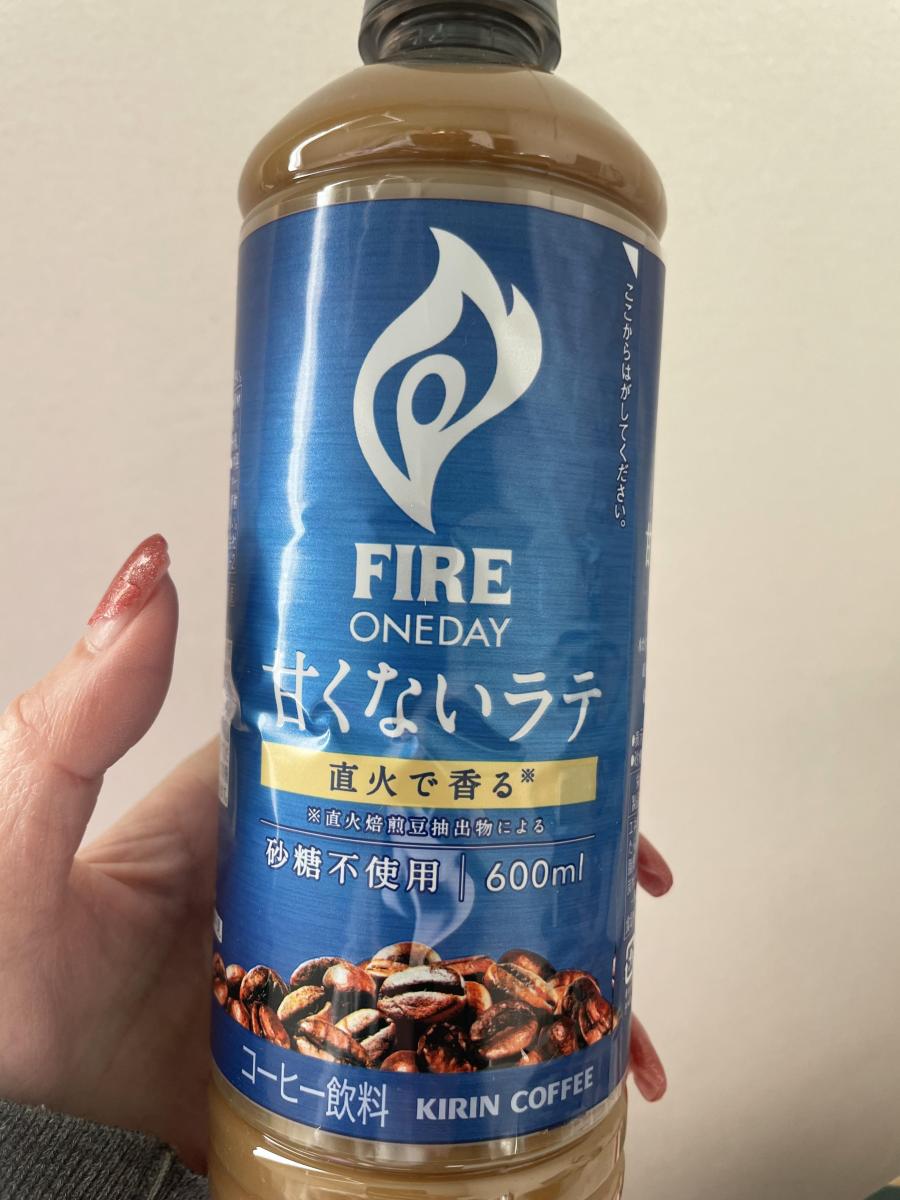 ここからはがしてください。
FIRE
ONEDAY
甘くないラテ
直火で香る※
※直火焙煎豆抽出物による
砂糖不使用 | 600ml
コーヒー飲料 KIRIN COFFEE